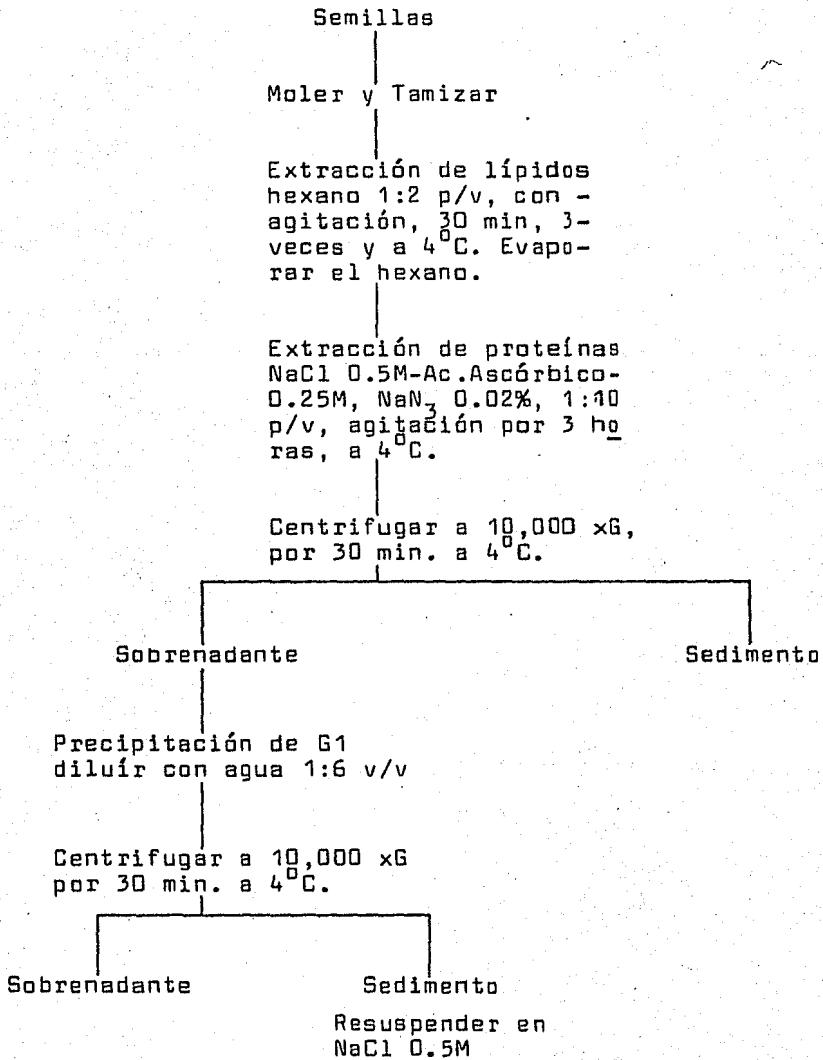 Semillas
Moler y Tamizar
Extracción de lípidos
hexano 1:2 p/v, con -
agitación, 30 min, 3-
veces y a 4°C. Evapo-
rar el hexano.
Extracción de proteínas
NaCl 0.5M-Ac.Ascórbico-
0.25M, NaN3 0.02%, 1:10
p/v, agitación por 3 ho
ras, a 4°C.
Centrifugar a 10,000 xG,
por 30 min. a 4°C.
Sobrenadante
Sedimento
Precipitación de G1
diluír con agua 1:6 v/v
Centrifugar a 10,000 xG
por 30 min. a 4°C.
Sobrenadante
Sedimento
Resuspender en
NaCl 0.5M